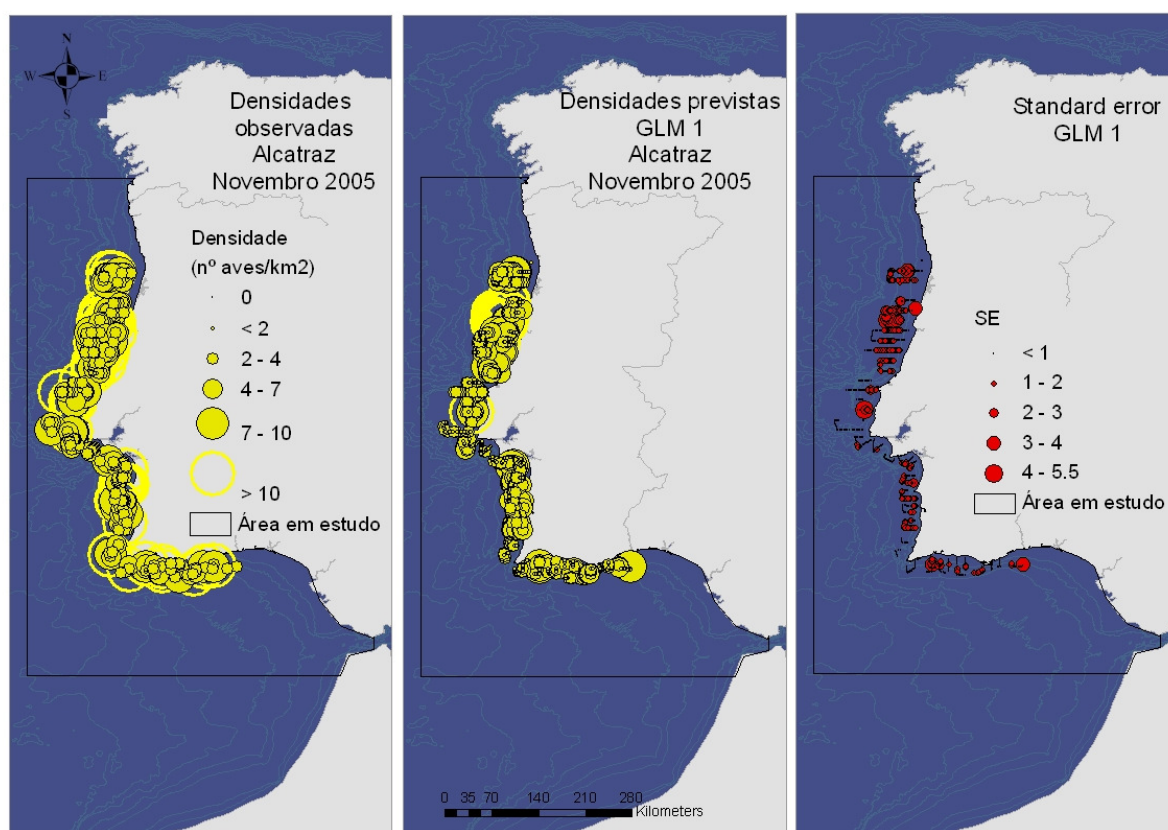 N
W E
S
Densidades
observadas
Alcatraz
Novembro 2005
Densidade
(nº aves/km2)
0
< 2
2 - 4
4 - 7
7 - 10
> 10
Área em estudo
Densidades previstas
GLM 1
Alcatraz
Novembro 2005
0 35 70 140 210 280
Kilometers
Standard error
GLM 1
SE
< 1
1 - 2
2 - 3
3 - 4
4 - 5.5
Área em estudo